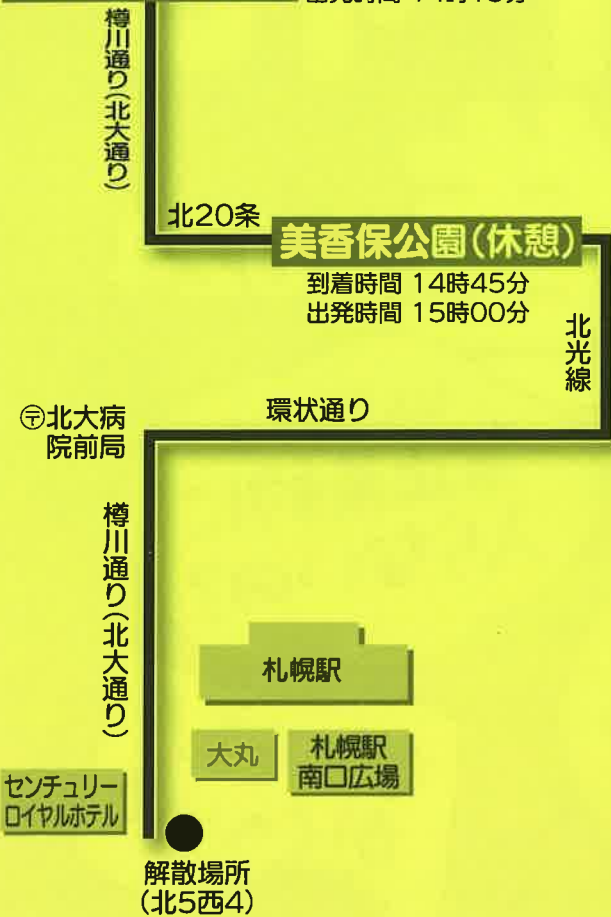 樽川通り(北大通り)
北20条
美香保公園(休憩)
到着時間 14時45分
出発時間 15時00分
北光線
環状通り
〶北大病
院前局
樽川通り(北大通り)
札幌駅
大丸
札幌駅
南口広場
センチュリー
ロイヤルホテル
解散場所
(北5西4)